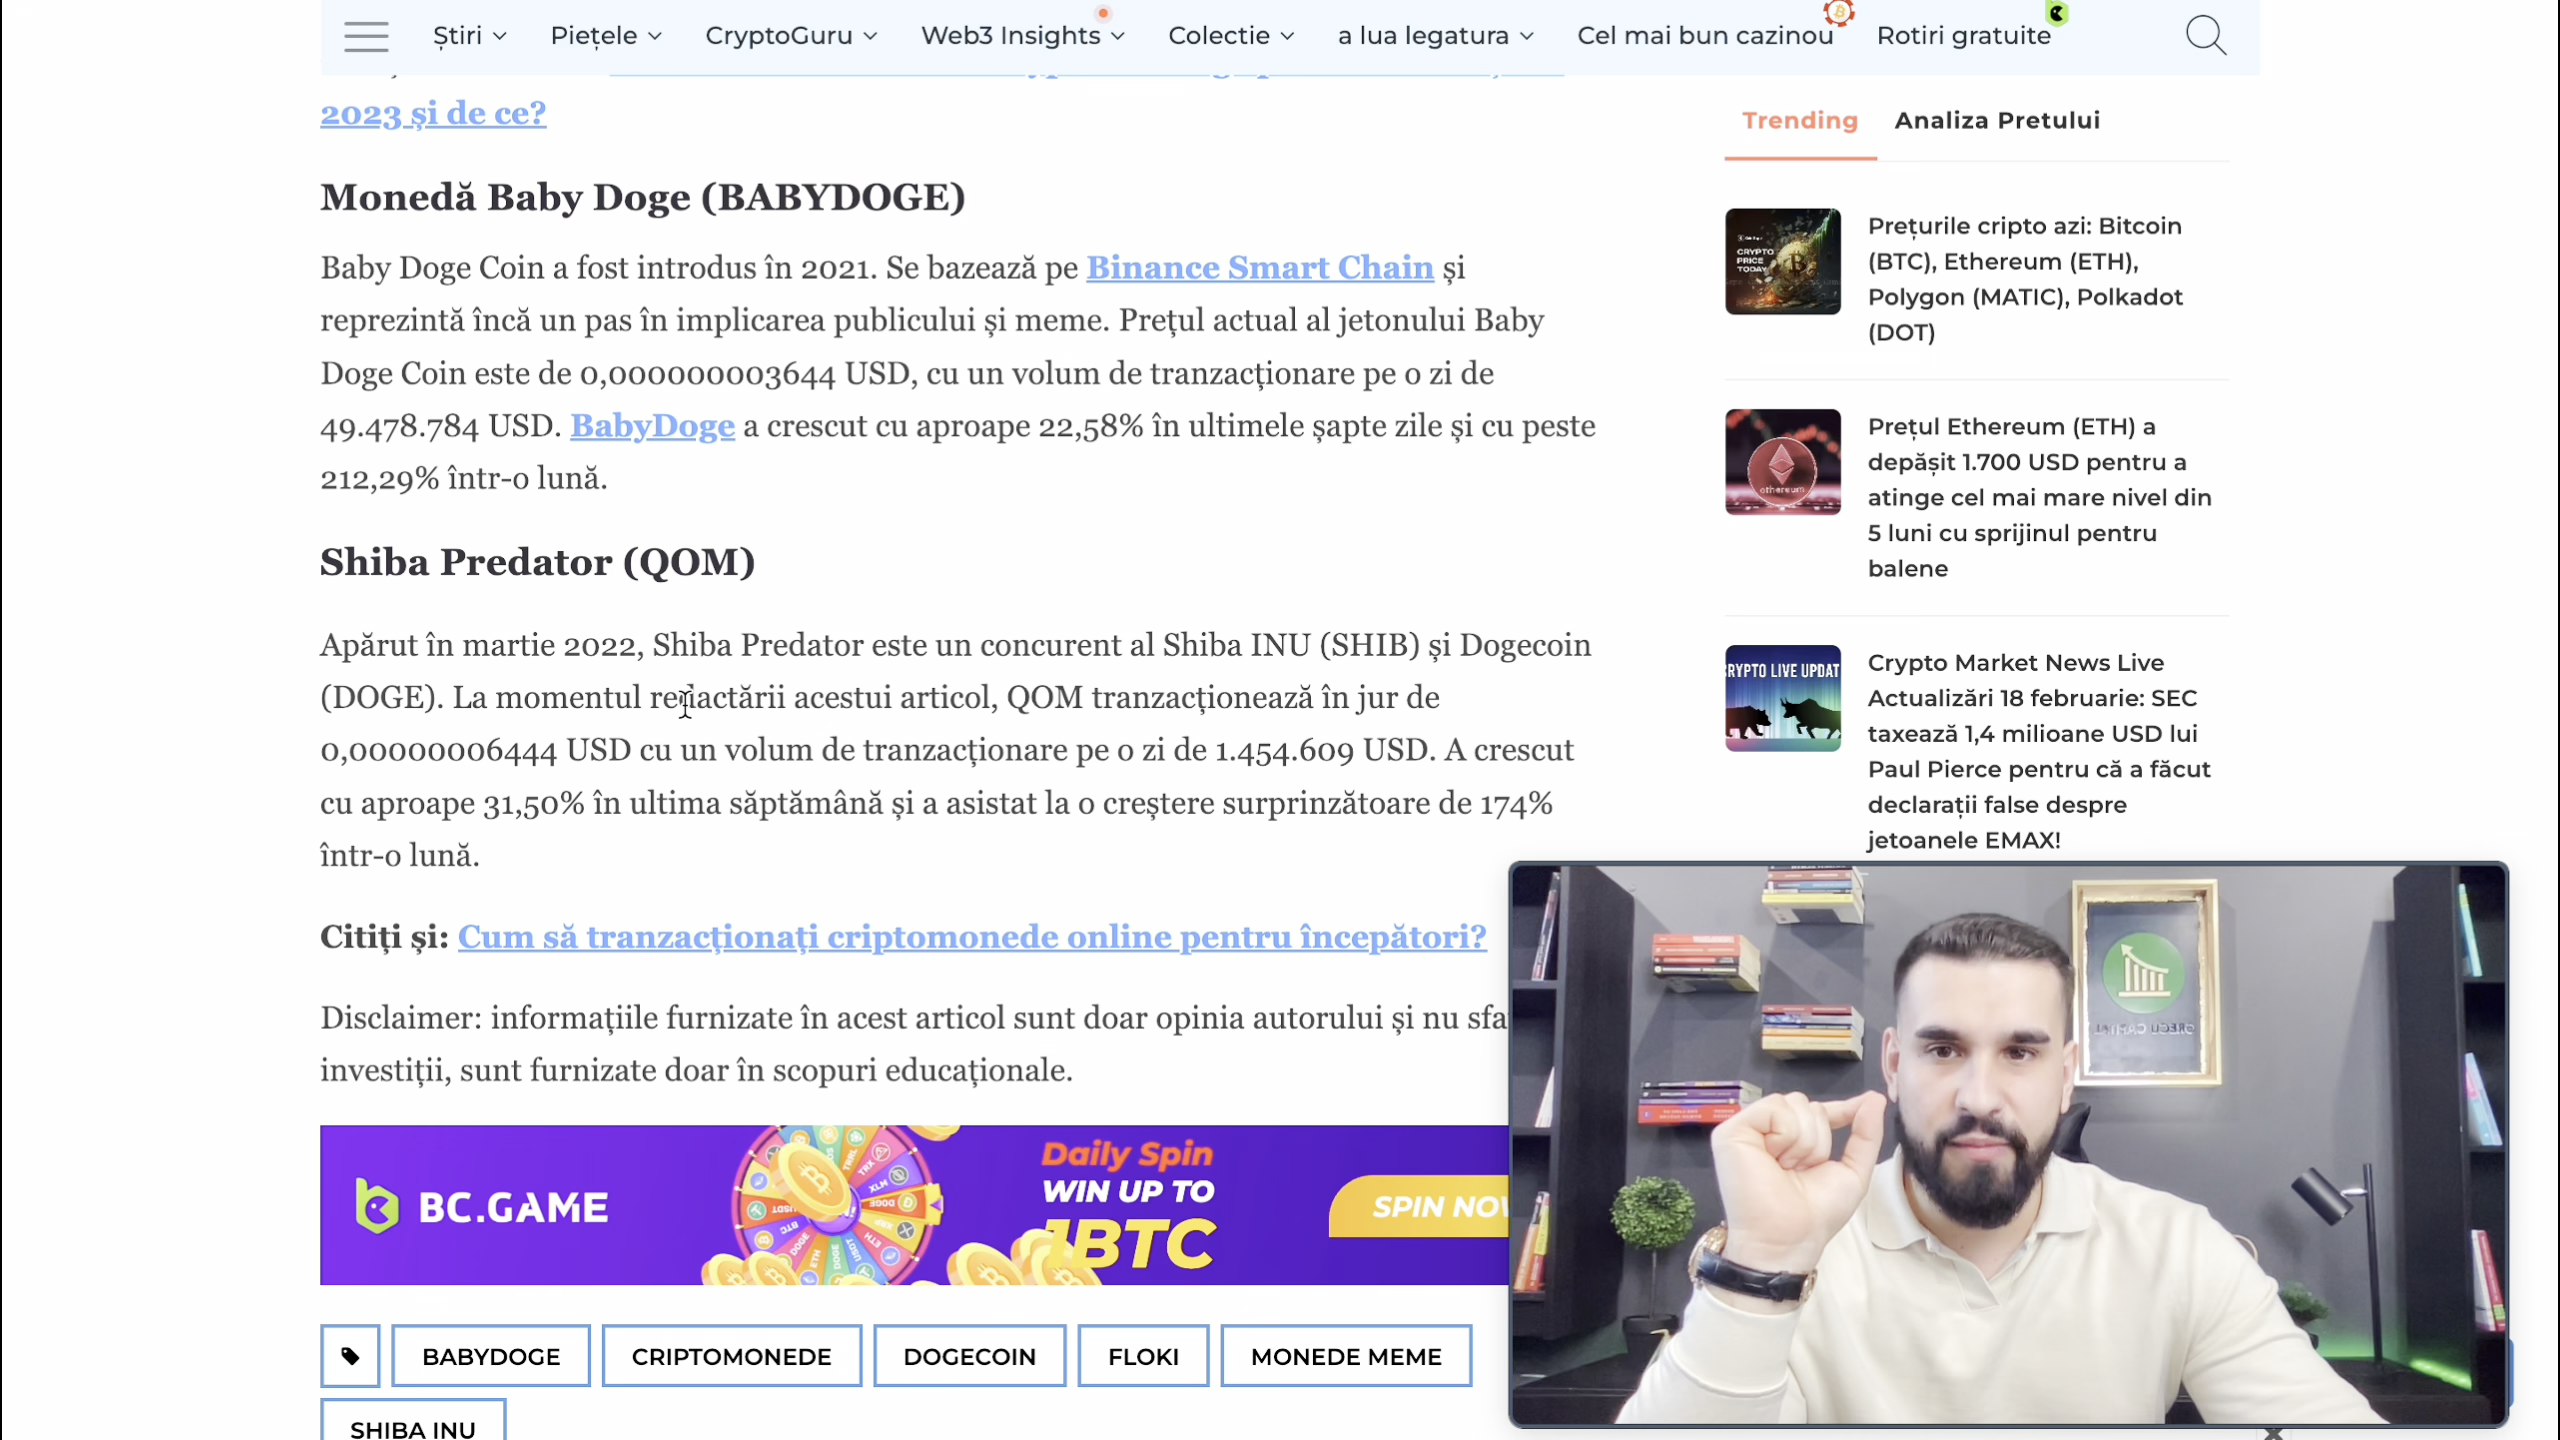 Știri
Piețele
CryptoGuru
Web3 Insights
Colectie
a lua legatura
Cel mai bun cazinou
Rotiri gratuite
2023 și de ce?
Monedă Baby Doge (BABYDOGE)
Baby Doge Coin a fost introdus în 2021. Se bazează pe Binance Smart Chain și
reprezintă încă un pas în implicarea publicului și meme. Prețul actual al jetonului Baby
Doge Coin este de 0,000000003644 USD, cu un volum de tranzacționare pe o zi de
49.478.784 USD. BabyDoge a crescut cu aproape 22,58% în ultimele șapte zile și cu peste
212,29% într-o lună.
Shiba Predator (QOM)
Apărut în martie 2022, Shiba Predator este un concurent al Shiba INU (SHIB) și Dogecoin
(DOGE). La momentul redactării acestui articol, QOM tranzacționează în jur de
0,00000006444 USD cu un volum de tranzacționare pe o zi de 1.454.609 USD. A crescut
cu aproape 31,50% în ultima săptămână și a asistat la o creștere surprinzătoare de 174%
într-o lună.
Citiți și: Cum să tranzacționați criptomonede online pentru începători?
Disclaimer: informațiile furnizate în acest articol sunt doar opinia autorului și nu sfa
investiții, sunt furnizate doar în scopuri educaționale.
BC.GAME
Daily Spin
WIN UP TO
1BTC
SPIN NOW
BABYDOGE
CRIPTOMONEDE
DOGECOIN
FLOKI
MONEDE MEME
SHIBA INU
Trending
Analiza Pretului
CRYPTO
PRICE
TODAY
Prețurile cripto azi: Bitcoin
(BTC), Ethereum (ETH),
Polygon (MATIC), Polkadot
(DOT)
ethereum
Prețul Ethereum (ETH) a
depășit 1.700 USD pentru a
atinge cel mai mare nivel din
5 luni cu sprijinul pentru
balene
RYPTO LIVE UPDAT
Crypto Market News Live
Actualizări 18 februarie: SEC
taxează 1,4 milioane USD lui
Paul Pierce pentru că a făcut
declarații false despre
jetoanele EMAX!